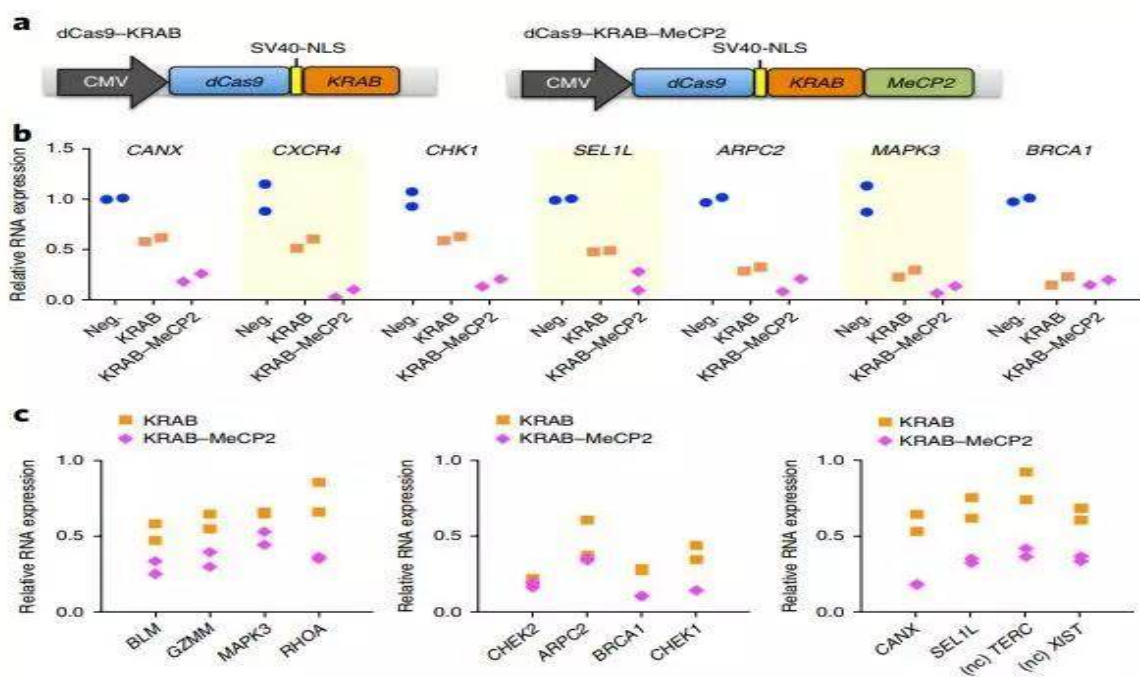 a
dCas9–KRAB
SV40-NLS
CMV dCas9 KRAB
dCas9–KRAB–MeCP2
SV40-NLS
CMV dCas9 KRAB MeCP2
b
Relative RNA expression
1.5
1.0
0.5
0.0
CANX CXCR4 CHK1 SEL1L ARPC2 MAPK3 BRCA1
Neg. KRAB KRAB–MeCP2 Neg. KRAB KRAB–MeCP2 Neg. KRAB KRAB–MeCP2 Neg. KRAB KRAB–MeCP2 Neg. KRAB KRAB–MeCP2 Neg. KRAB KRAB–MeCP2 Neg. KRAB KRAB–MeCP2
c
KRAB
KRAB–MeCP2
Relative RNA expression
1.0
0.5
0.0
BLM GZMM MAPK3 RHOA
KRAB
KRAB–MeCP2
Relative RNA expression
1.0
0.5
0.0
CHEK2 ARPC2 BRCA1 CHEK1
KRAB
KRAB–MeCP2
Relative RNA expression
1.0
0.5
0.0
CANX SEL1L (nc) TERC (nc) XIST